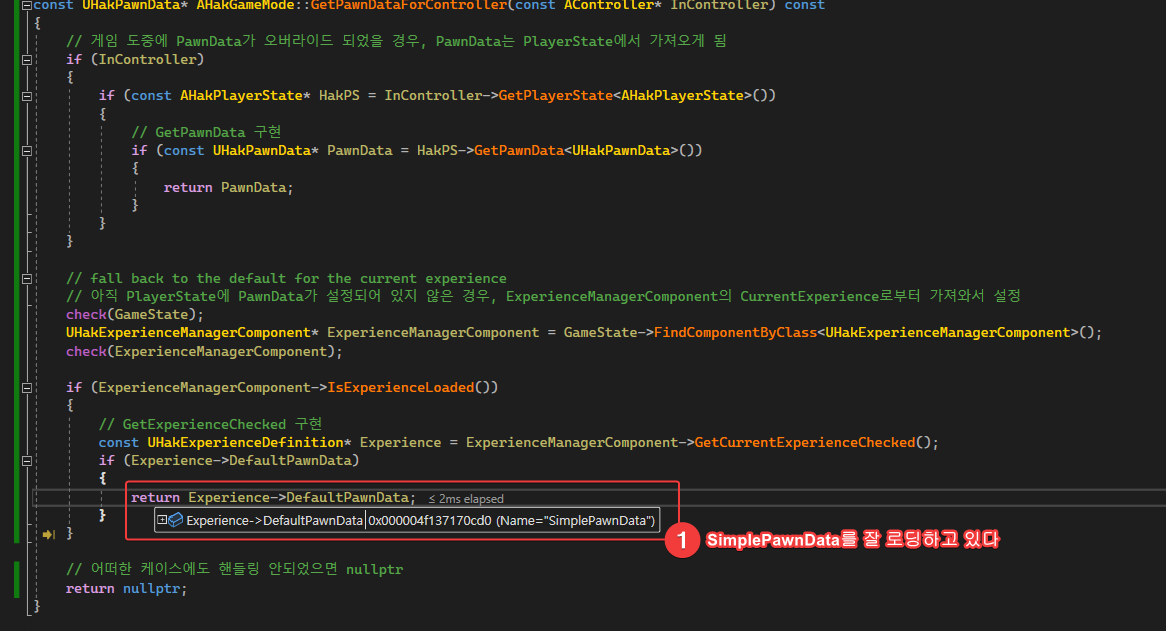 const UHakPawnData* AHakGameMode::GetPawnDataForController(const AController* InController) const
{
// 게임 도중에 PawnData가 오버라이드 되었을 경우, PawnData는 PlayerState에서 가져오게 됨
if (InController)
{
if (const AHakPlayerState* HakPS = InController->GetPlayerState<AHakPlayerState>())
{
// GetPawnData 구현
if (const UHakPawnData* PawnData = HakPS->GetPawnData<UHakPawnData>())
{
return PawnData;
}
}
}
// fall back to the default for the current experience
// 아직 PlayerState에 PawnData가 설정되어 있지 않은 경우, ExperienceManagerComponent의 CurrentExperience로부터 가져와서 설정
check(GameState);
UHakExperienceManagerComponent* ExperienceManagerComponent = GameState->FindComponentByClass<UHakExperienceManagerComponent>();
check(ExperienceManagerComponent);
if (ExperienceManagerComponent->IsExperienceLoaded())
{
// GetExperienceChecked 구현
const UHakExperienceDefinition* Experience = ExperienceManagerComponent->GetCurrentExperienceChecked();
if (Experience->DefaultPawnData)
{
return Experience->DefaultPawnData; ≤ 2ms elapsed
Experience->DefaultPawnData 0x000004f137170cd0 (Name="SimplePawnData")
}
1 SimplePawnData를 잘 로딩하고 있다
}
// 어떠한 케이스에도 핸들링 안되었으면 nullptr
return nullptr;
}